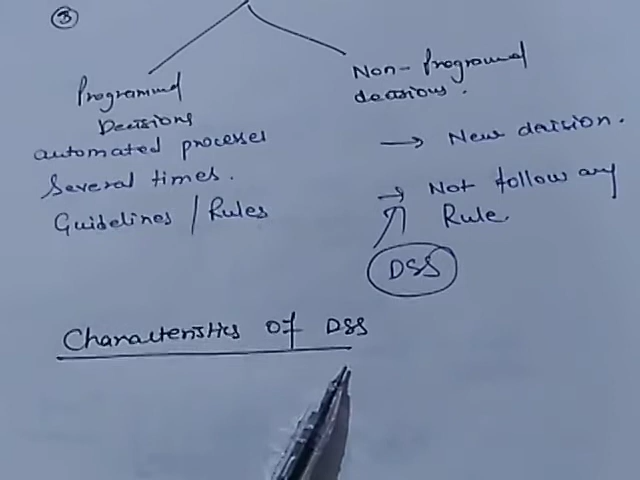 3
Programmed
Decisions
automated processes
Several times.
Guidelines / Rules
Non-Programmed
decisions.
→ New decision.
→ Not follow any
Rule.
DSS
Characteristics Of DSS